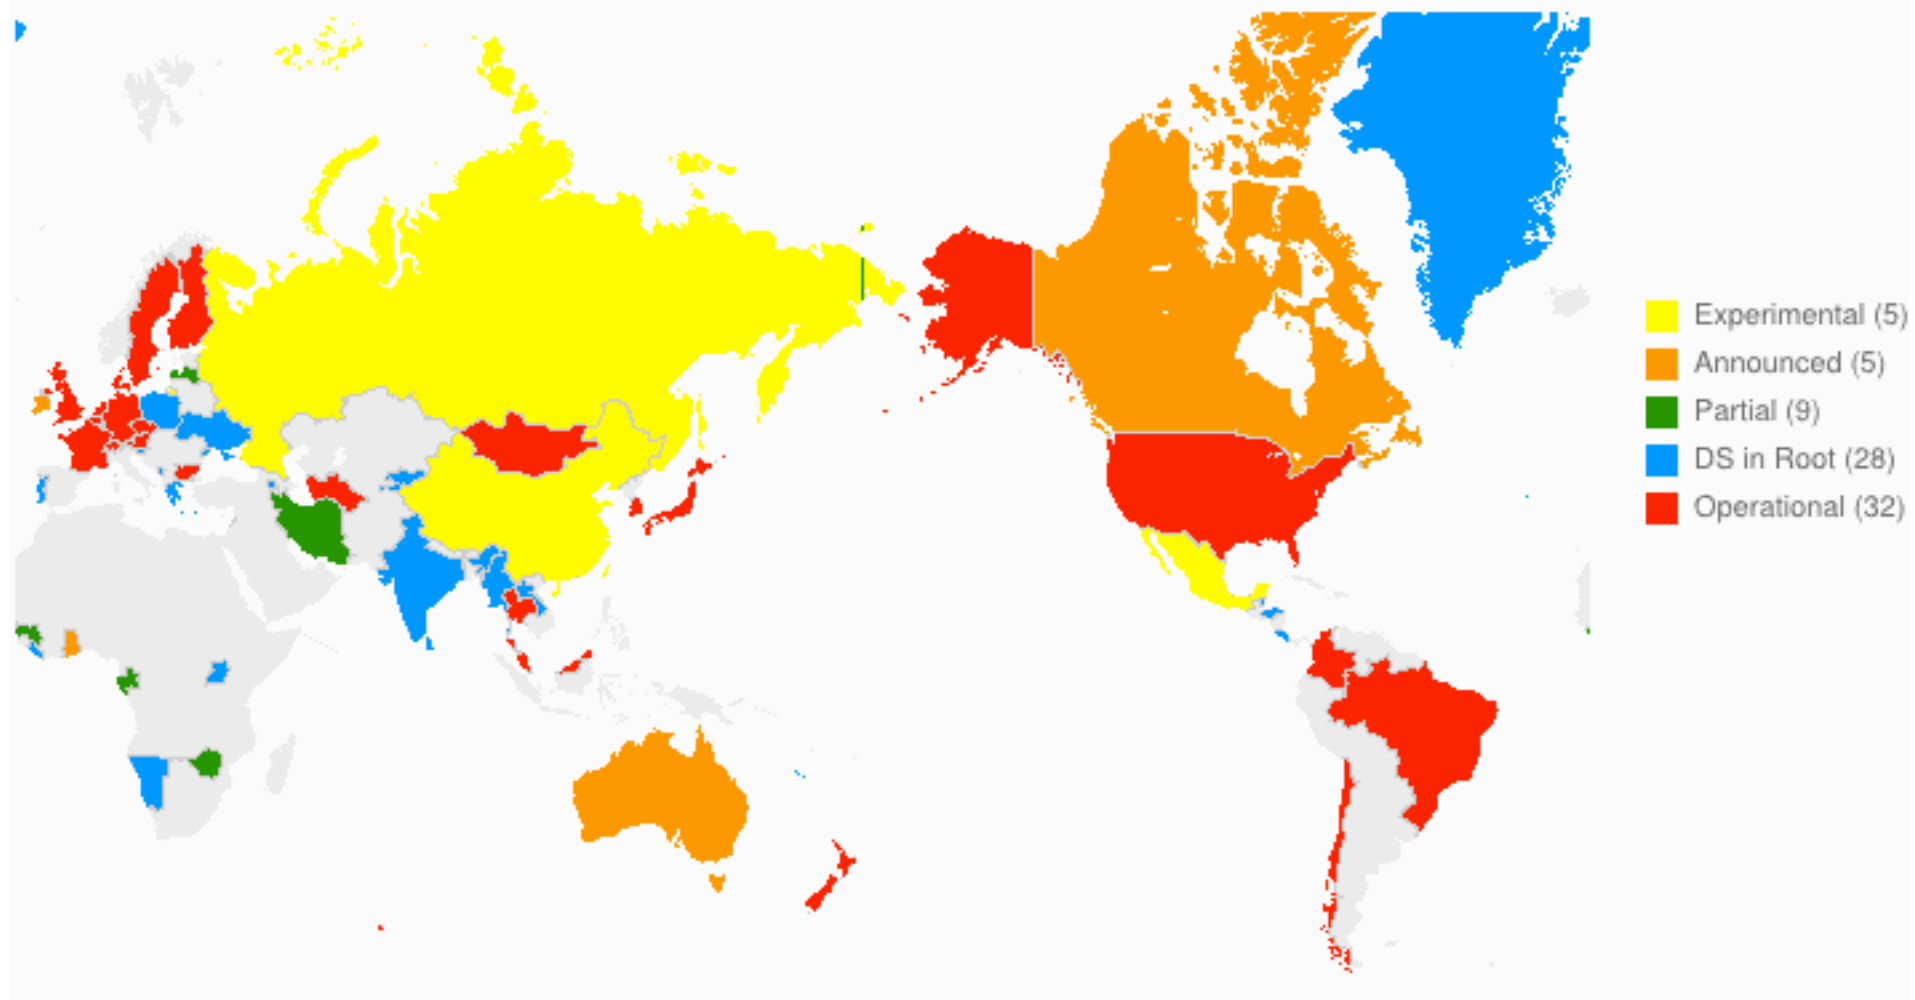 Experimental (5)
Announced (5)
Partial (9)
DS in Root (28)
Operational (32)